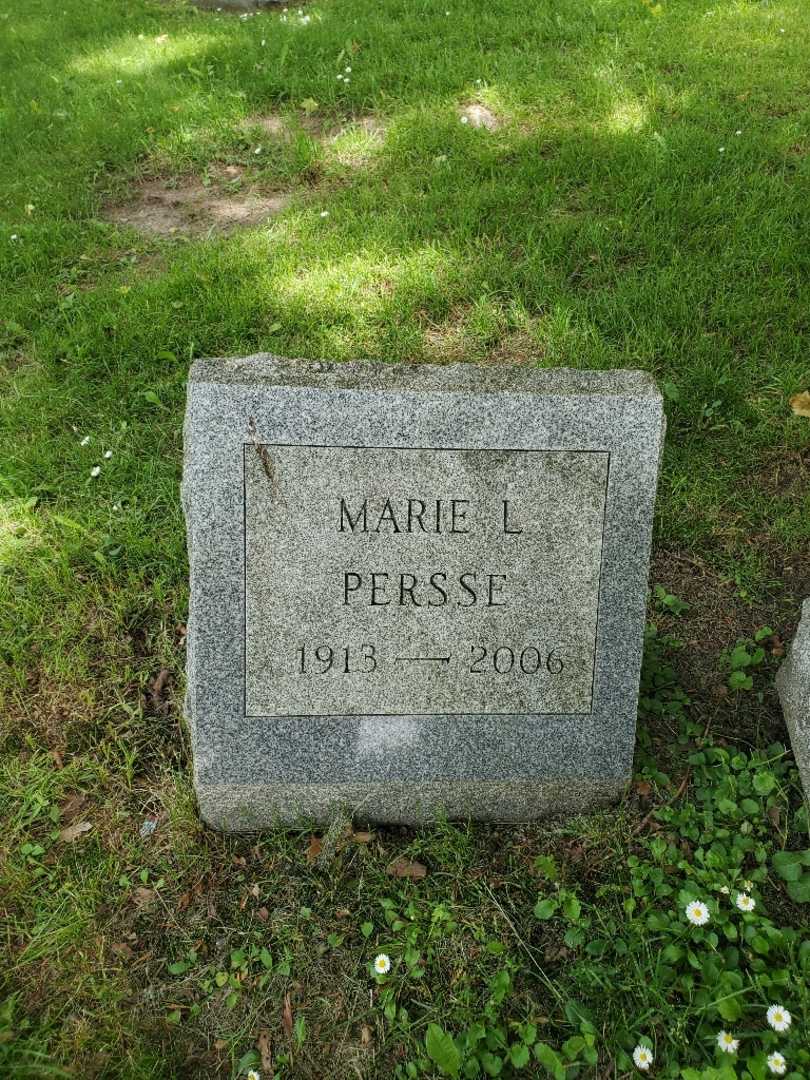 MARIE L
PERSSE
1913 — 2006